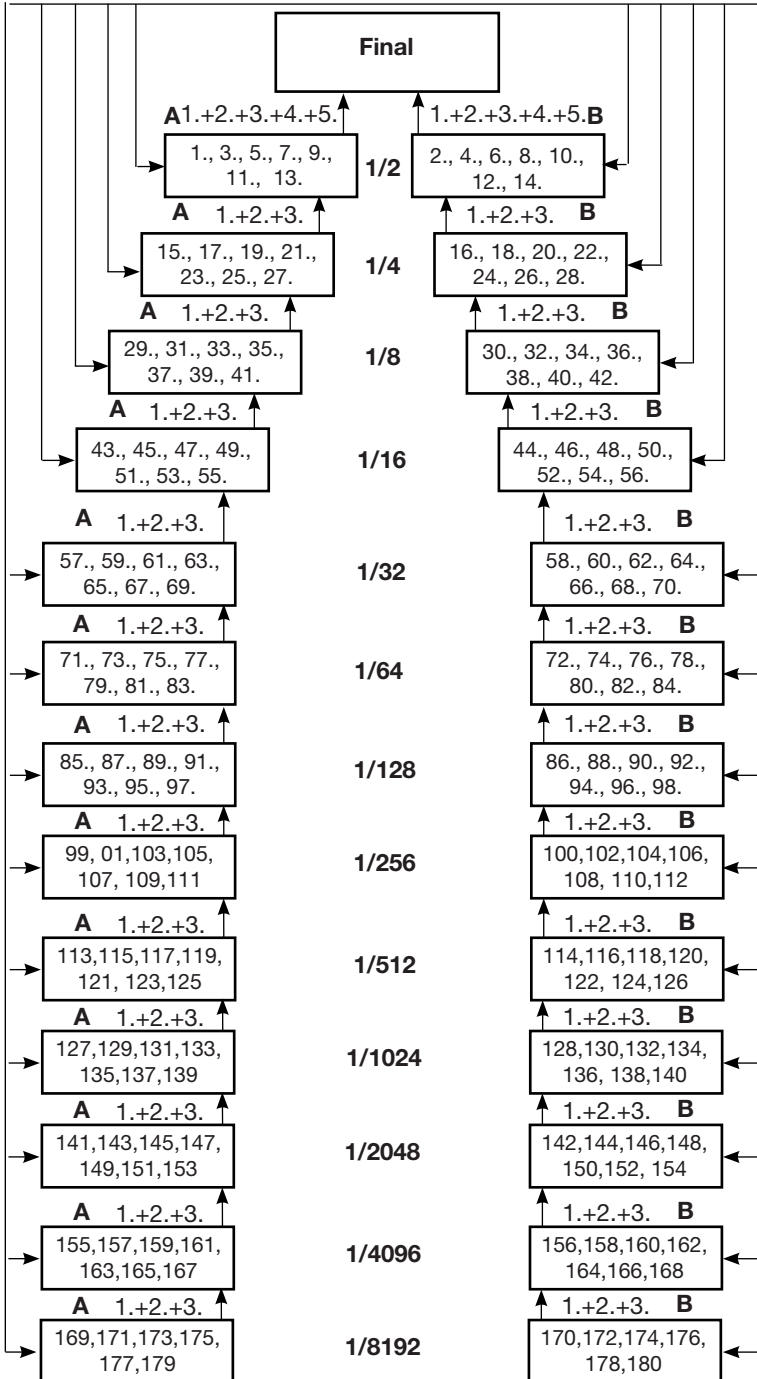 Final
A 1.+2.+3.+4.+5. 1.+2.+3.+4.+5. B
1., 3., 5., 7., 9.,
11., 13.
1/2
2., 4., 6., 8., 10.,
12., 14.
A 1.+2.+3. 1.+2.+3. B
15., 17., 19., 21.,
23., 25., 27.
1/4
16., 18., 20., 22.,
24., 26., 28.
A 1.+2.+3. 1.+2.+3. B
29., 31., 33., 35.,
37., 39., 41.
1/8
30., 32., 34., 36.,
38., 40., 42.
A 1.+2.+3. 1.+2.+3. B
43., 45., 47., 49.,
51., 53., 55.
1/16
44., 46., 48., 50.,
52., 54., 56.
A 1.+2.+3. 1.+2.+3. B
57., 59., 61., 63.,
65., 67., 69.
1/32
58., 60., 62., 64.,
66., 68., 70.
A 1.+2.+3. 1.+2.+3. B
71., 73., 75., 77.,
79., 81., 83.
1/64
72., 74., 76., 78.,
80., 82., 84.
A 1.+2.+3. 1.+2.+3. B
85., 87., 89., 91.,
93., 95., 97.
1/128
86., 88., 90., 92.,
94., 96., 98.
A 1.+2.+3. 1.+2.+3. B
99, 01,103,105,
107, 109,111
1/256
100,102,104,106,
108, 110,112
A 1.+2.+3. 1.+2.+3. B
113,115,117,119,
121, 123,125
1/512
114,116,118,120,
122, 124,126
A 1.+2.+3. 1.+2.+3. B
127,129,131,133,
135,137,139
1/1024
128,130,132,134,
136, 138,140
A 1.+2.+3. 1.+2.+3. B
141,143,145,147,
149,151,153
1/2048
142,144,146,148,
150,152, 154
A 1.+2.+3. 1.+2.+3. B
155,157,159,161,
163,165,167
1/4096
156,158,160,162,
164,166,168
A 1.+2.+3. 1.+2.+3. B
169,171,173,175,
177,179
1/8192
170,172,174,176,
178,180